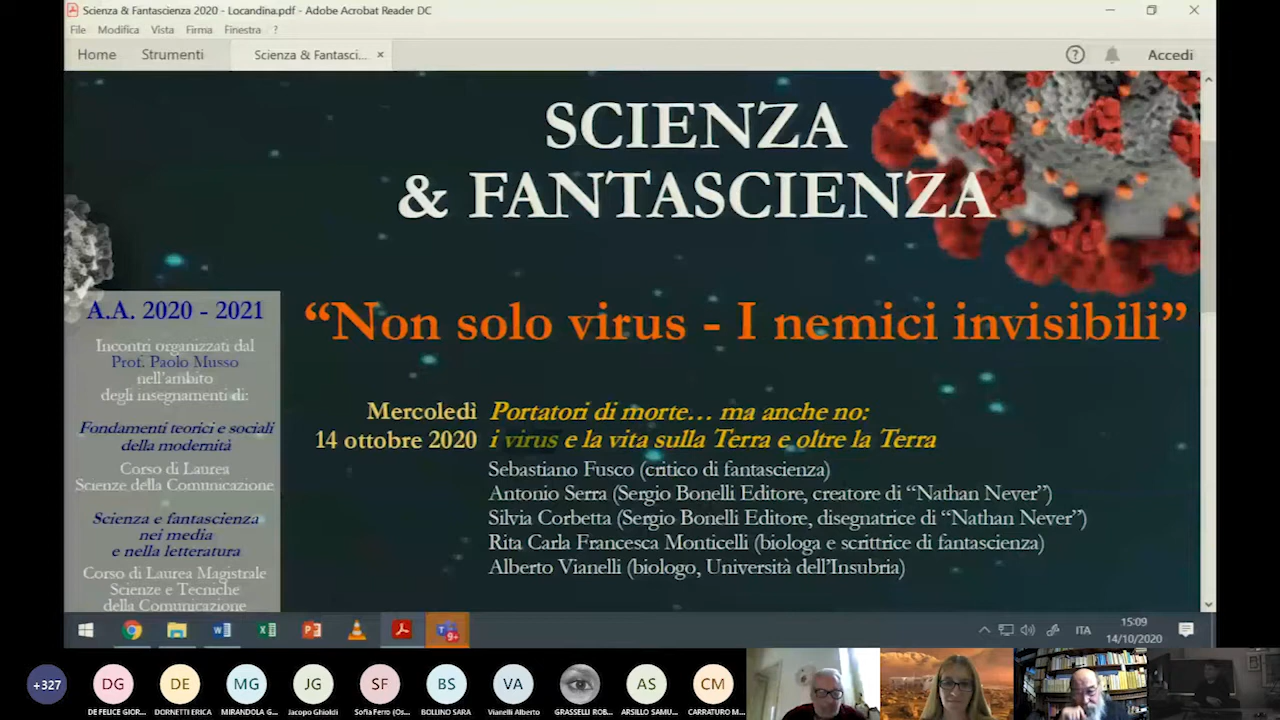 Scienza & Fantascienza 2020 - Locandina.pdf - Adobe Acrobat Reader DC
File Modifica Vista Firma Finestra ?
Home Strumenti Scienza & Fantasci... × Accedi
SCIENZA
& FANTASCIENZA
A.A. 2020 - 2021
Incontri organizzati dal
Prof. Paolo Musso
nell'ambito
degli insegnamenti di:
Fondamenti teorici e sociali
della modernità
Corso di Laurea
Scienze della Comunicazione
Scienza e fantascienza
nei media
e nella letteratura
Corso di Laurea Magistrale
Scienze e Tecniche
della Comunicazione
“Non solo virus - I nemici invisibili”
Mercoledì
14 ottobre 2020
Portatori di morte… ma anche no:
i virus e la vita sulla Terra e oltre la Terra
Sebastiano Fusco (critico di fantascienza)
Antonio Serra (Sergio Bonelli Editore, creatore di “Nathan Never”)
Silvia Corbetta (Sergio Bonelli Editore, disegnatrice di “Nathan Never”)
Rita Carla Francesca Monticelli (biologa e scrittrice di fantascienza)
Alberto Vianelli (biologo, Università dell'Insubria)
9+
ITA
15:09
14/10/2020
+327 DG DE MG JG SF BS VA AS CM
DE FELICE GIOR... DORNETTI ERICA MIRANDOLA G... Jacopo Ghioldi Sofia Ferro (Os... BOLLINO SARA Vianelli Alberto GRASSELLI ROB... ARSILLO SAMU... CARRATURO M...